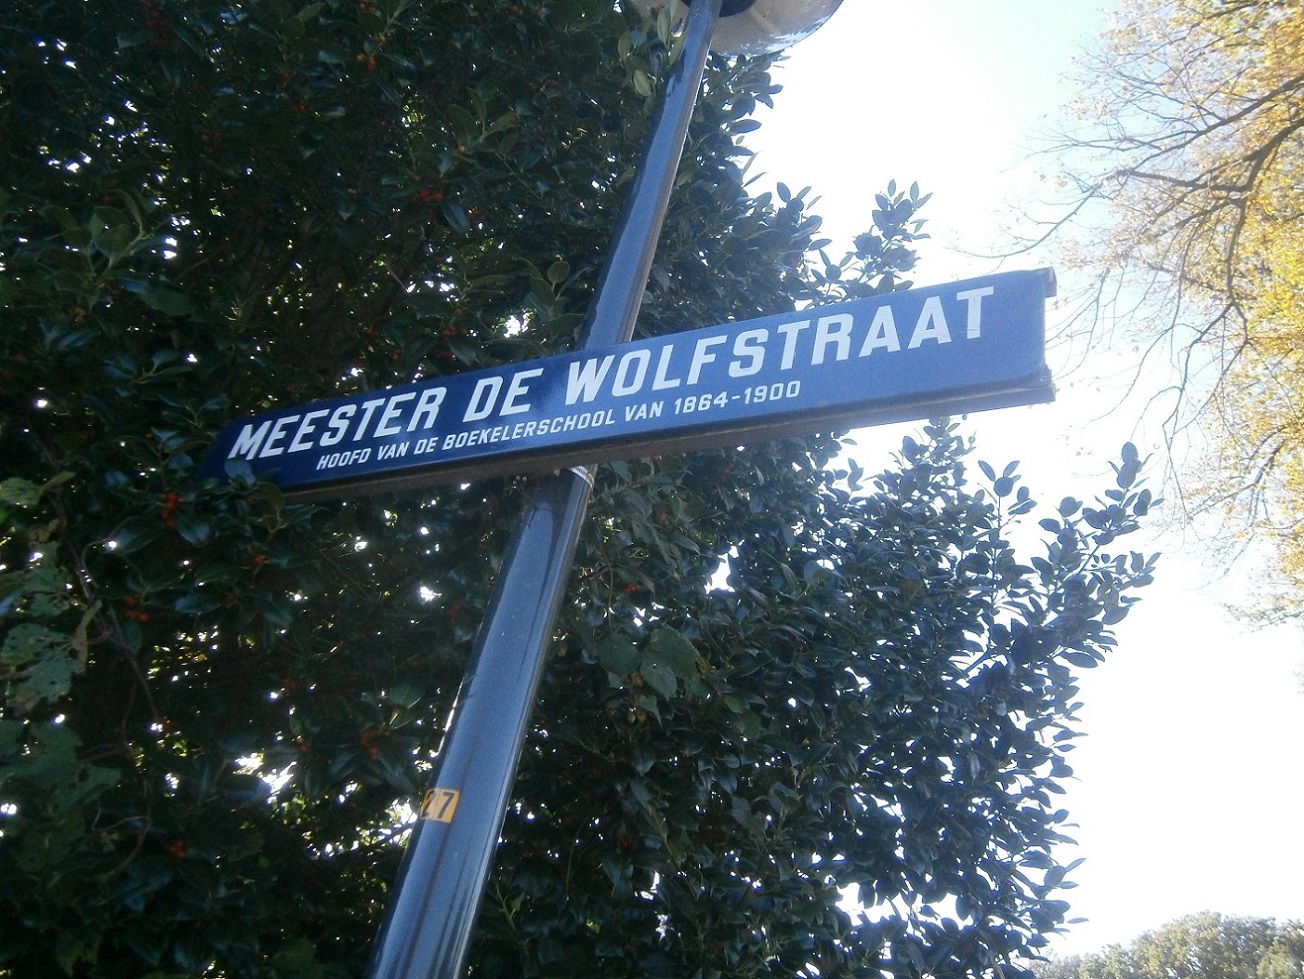 MEESTER DE WOLFSTRAAT
HOOFD VAN DE BOEKELERSCHOOL VAN 1864-1900
27